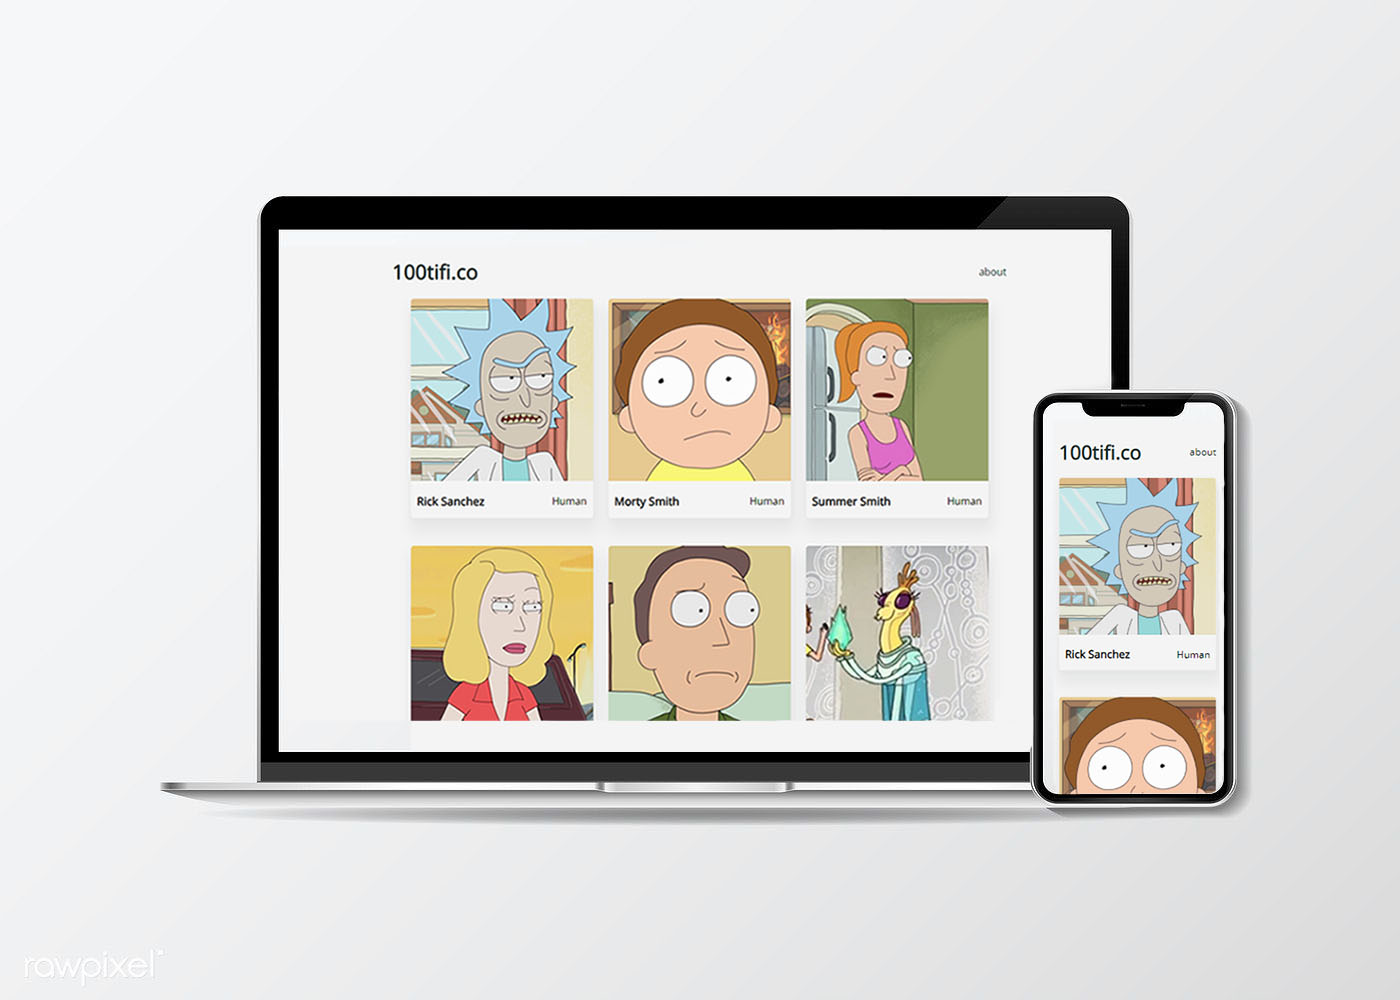 100tifi.co about
Rick Sanchez Human
Morty Smith Human
Summer Smith Human
100tifi.co about
Rick Sanchez Human
rawpixel